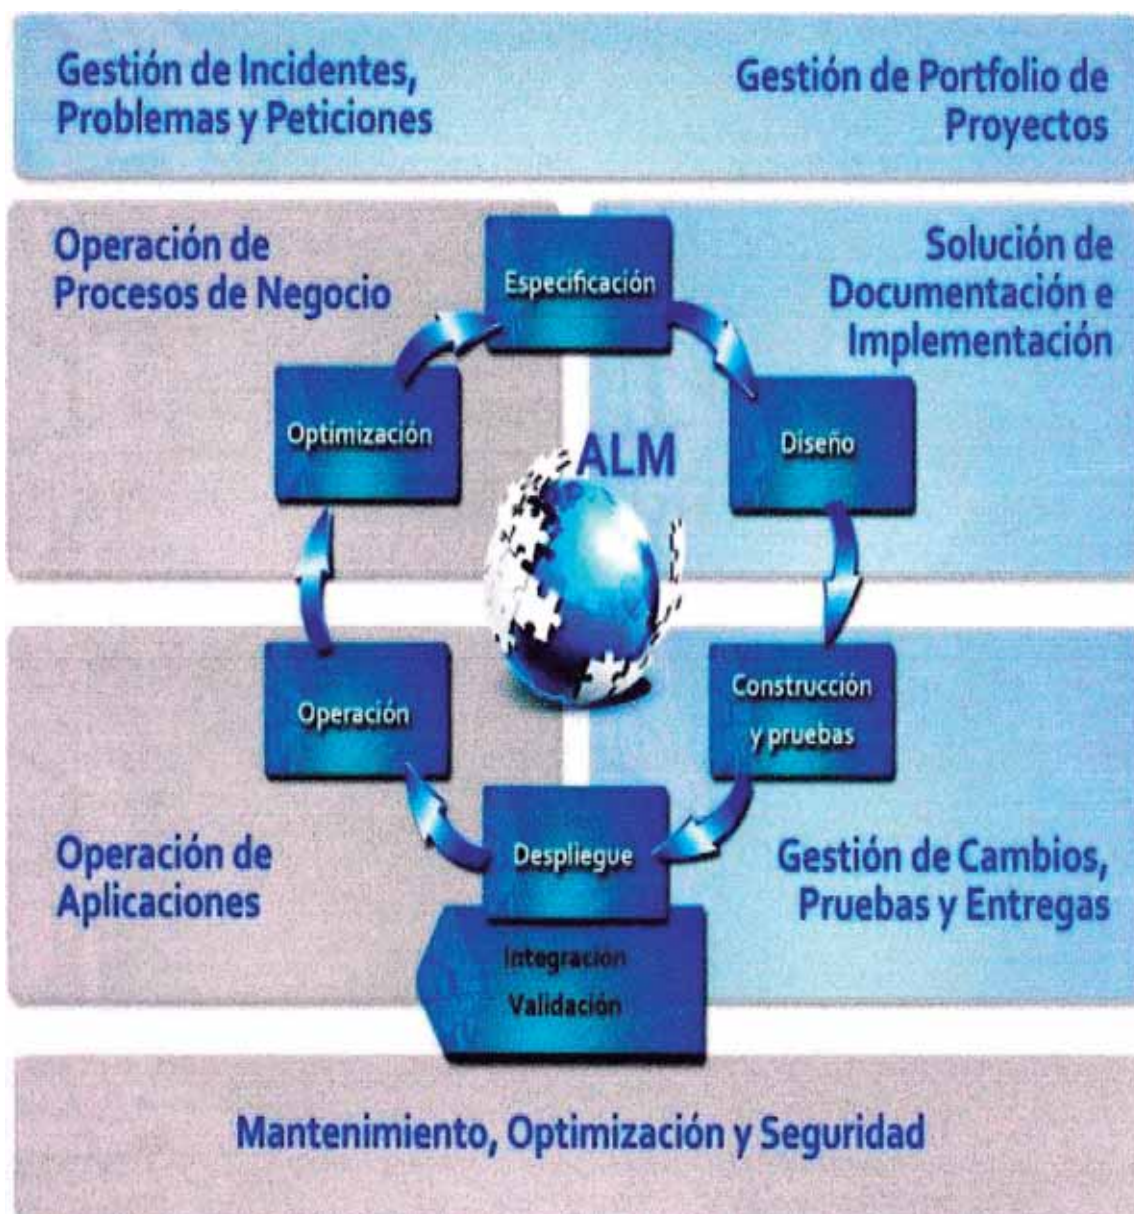 Gestión de Incidentes,
Problemas y Peticiones
Gestión de Portfolio de
Proyectos
Operación de
Procesos de Negocio
Solución de
Documentación e
Implementación
Especificación
Optimización
Diseño
ALM
Operación
Construcción
y pruebas
Despliegue
Integración
Validación
Operación de
Aplicaciones
Gestión de Cambios,
Pruebas y Entregas
Mantenimiento, Optimización y Seguridad